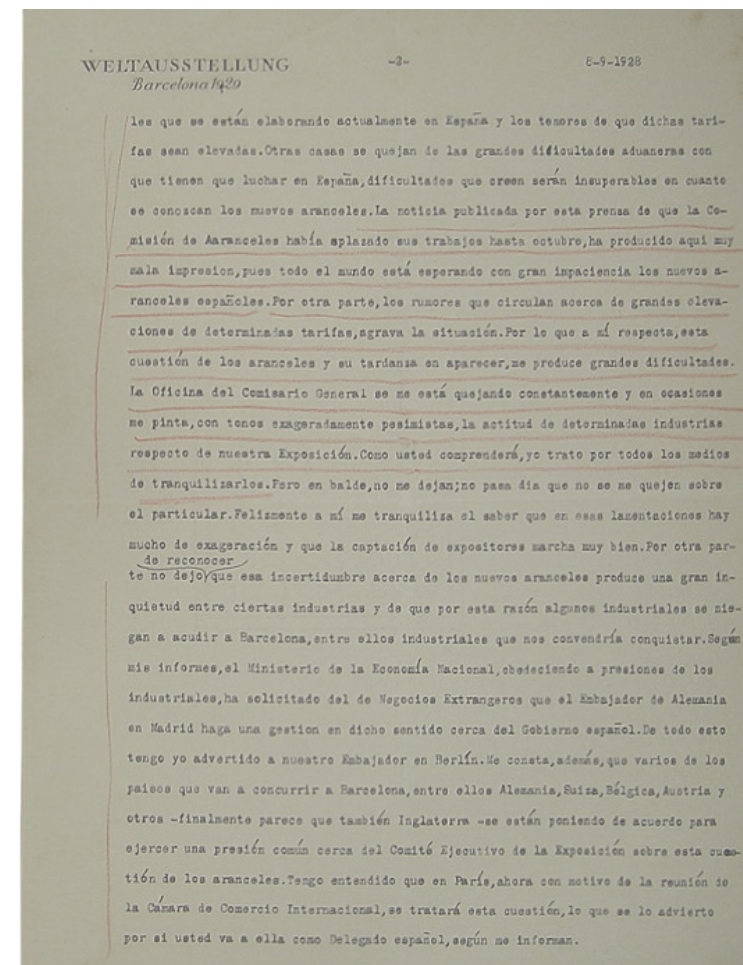 WELTAUSSTELLUNG -2- 8-9-1928
Barcelona 1929
les que se están elaborando actualmente en España y los temores de que dichas tari-
fas sean elevadas.Otras casas se quejan de las grandes dificultades aduaneras con
que tienen que luchar en España,dificultades que creen serán insuperables en cuanto
se conozcan los nuevos aranceles.La noticia publicada por esta prensa de que la Co-
misión de Aaranceles había aplazado sus trabajos hasta octubre,ha producido aqui muy
mala impresion,pues todo el mundo está esperando con gran impaciencia los nuevos a-
ranceles españoles.Por otra parte,los rumores que circulan acerca de grandes eleva-
ciones de determinadas tarifas,agrava la situación.Por lo que a mí respecta,esta
cuestión de los aranceles y su tardanza en aparecer,me produce grandes dificultades.
La Oficina del Comisario General se me está quejando constantemente y en ocasiones
me pinta,con tonos exageradamente pesimistas,la actitud de determinadas industrias
respecto de nuestra Exposición.Como usted comprenderá,yo trato por todos los medios
de tranquilizarlos.Pero en balde,no me dejan;no pasa dia que no se me quejen sobre
el particular.Felizmente a mí me tranquiliza el saber que en esas lamentaciones hay
mucho de exageración y que la captación de expositores marcha muy bien.Por otra par-
de reconocer
te no dejo que esa incertidumbre acerca de los nuevos aranceles produce una gran in-
quietud entre ciertas industrias y de que por esta razón algunos industriales se nie-
gan a acudir a Barcelona,entre ellos industriales que nos convendría conquistar.Según
mis informes,el Ministerio de la Economía Nacional,obedeciendo a presiones de los
industriales,ha solicitado del de Negocios Extrangeros que el Embajador de Alemania
en Madrid haga una gestion en dicho sentido cerca del Gobierno español.De todo esto
tengo yo advertido a nuestro Embajador en Berlín.Me consta,además,que varios de los
paises que van a concurrir a Barcelona,entre ellos Alemania,Suiza,Bélgica,Austria y
otros -finalmente parece que también Inglaterra -se están poniendo de acuerdo para
ejercer una presión común cerca del Comité Ejecutivo de la Exposición sobre esta cues-
tión de los aranceles.Tengo entendido que en París,ahora con motivo de la reunión de
la Cámara de Comercio Internacional,se tratará esta cuestión,lo que se lo advierto
por si usted va a ella como Delegado español,según me informan.